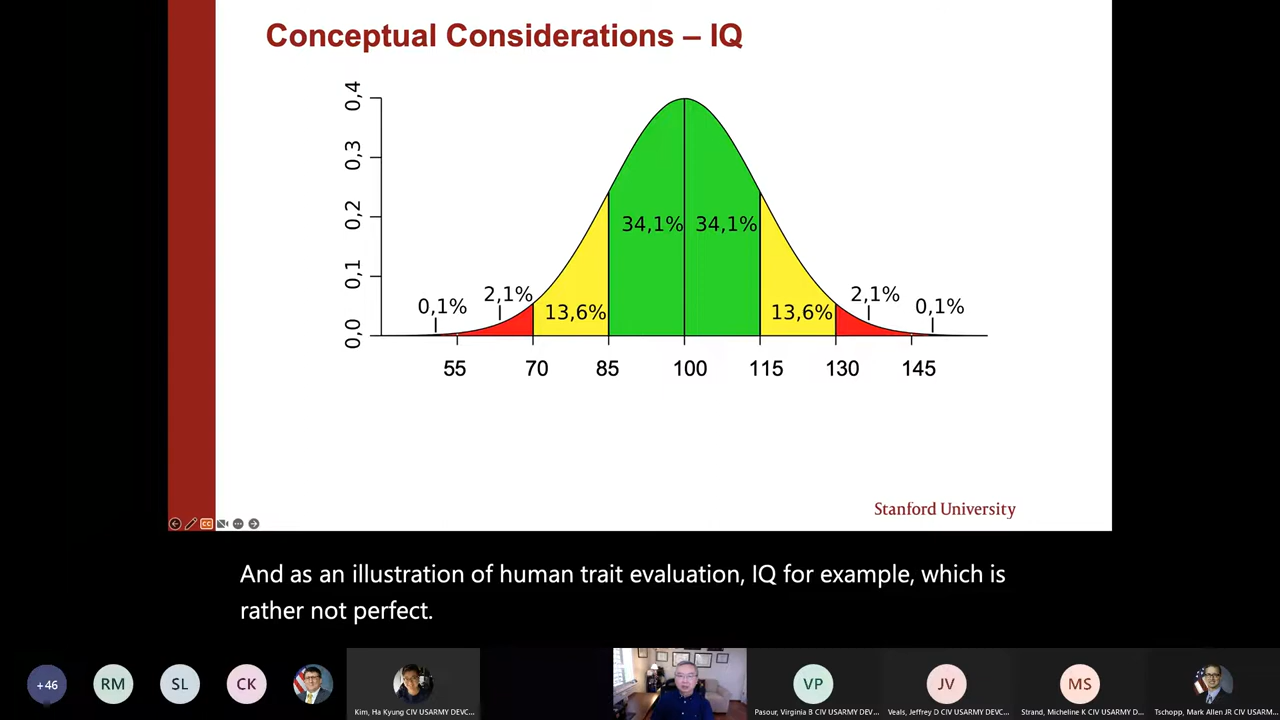 Conceptual Considerations – IQ
0,4
0,3
0,2
0,1
0,0
34,1% 34,1%
0,1% 2,1% 13,6% 13,6% 2,1% 0,1%
55 70 85 100 115 130 145
Stanford University
CC
And as an illustration of human trait evaluation, IQ for example, which is
rather not perfect.
+46 RM SL CK VP JV MS
Kim, Ha Kyung CIV USARMY DEVC... Pasour, Virginia B CIV USARMY DEV... Veals, Jeffrey D CIV USARMY DEVC... Strand, Micheline K CIV USARMY D... Tschopp, Mark Allen JR CIV USARM...